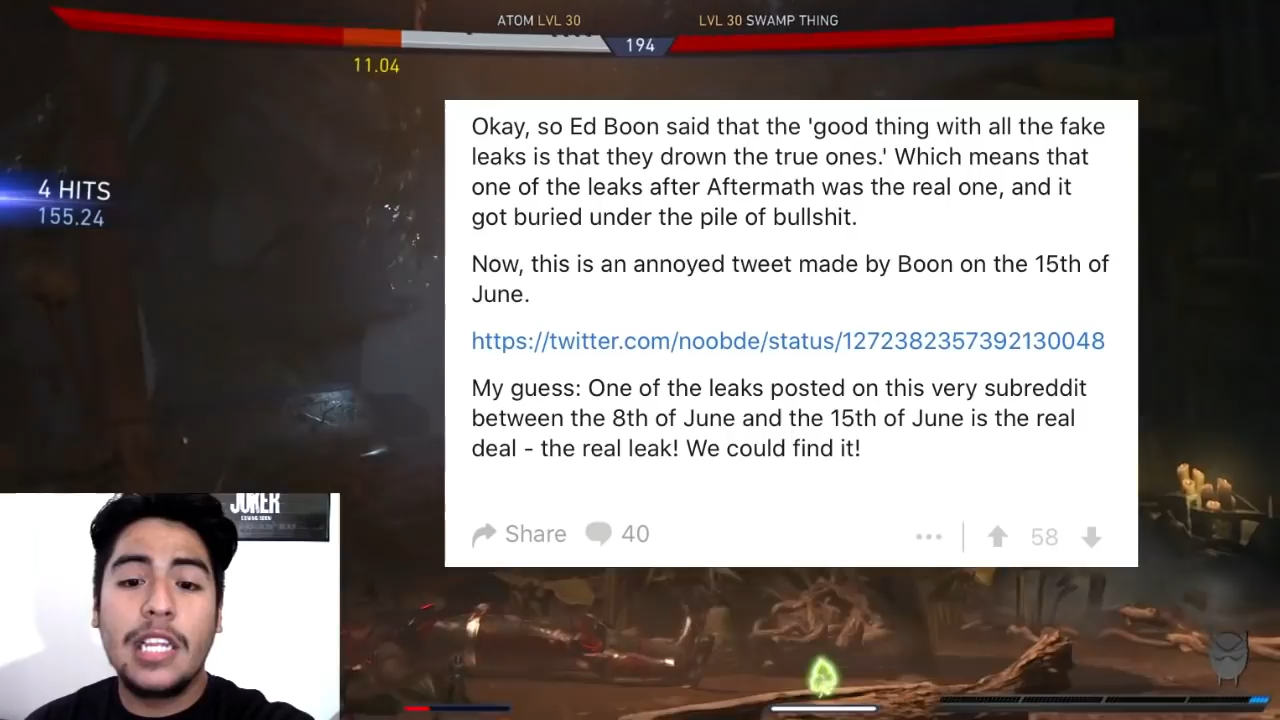 ATOM LVL 30
LVL 30 SWAMP THING
194
11.04
4 HITS
155.24
Okay, so Ed Boon said that the 'good thing with all the fake
leaks is that they drown the true ones.' Which means that
one of the leaks after Aftermath was the real one, and it
got buried under the pile of bullshit.
Now, this is an annoyed tweet made by Boon on the 15th of
June.
https://twitter.com/noobde/status/1272382357392130048
My guess: One of the leaks posted on this very subreddit
between the 8th of June and the 15th of June is the real
deal - the real leak! We could find it!
Share 40
58
JOKER
COMING SOON